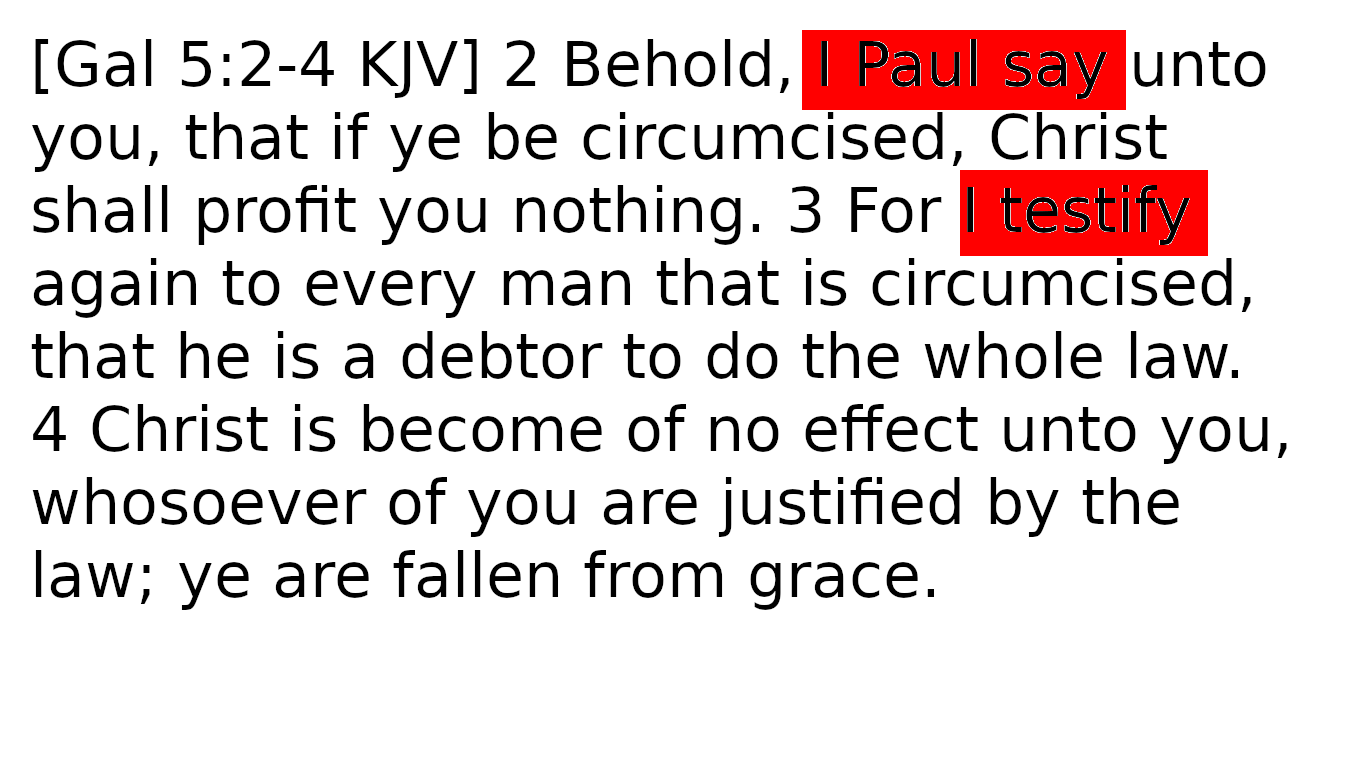 [Gal 5:2-4 KJV] 2 Behold, I Paul say unto
you, that if ye be circumcised, Christ
shall profit you nothing. 3 For I testify
again to every man that is circumcised,
that he is a debtor to do the whole law.
4 Christ is become of no effect unto you,
whosoever of you are justified by the
law; ye are fallen from grace.